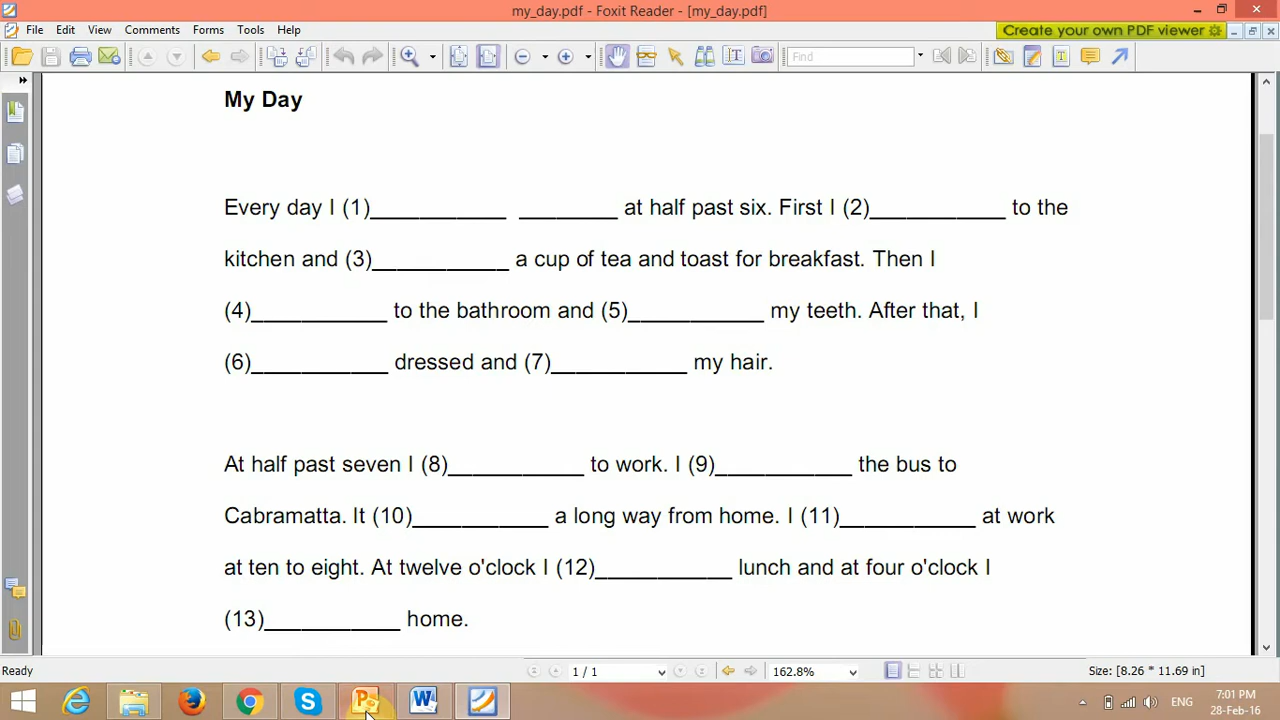 my_day.pdf - Foxit Reader - [my_day.pdf]
File Edit View Comments Forms Tools Help
Create your own PDF viewer
Find
My Day
Every day I (1)___________ ________ at half past six. First I (2)___________ to the
kitchen and (3)___________ a cup of tea and toast for breakfast. Then I
(4)___________ to the bathroom and (5)___________ my teeth. After that, I
(6)___________ dressed and (7)___________ my hair.
At half past seven I (8)___________ to work. I (9)___________ the bus to
Cabramatta. It (10)___________ a long way from home. I (11)___________ at work
at ten to eight. At twelve o'clock I (12)___________ lunch and at four o'clock I
(13)___________ home.
Ready
1 / 1
162.8%
Size: [8.26 * 11.69 in]
ENG
7:01 PM
28-Feb-16